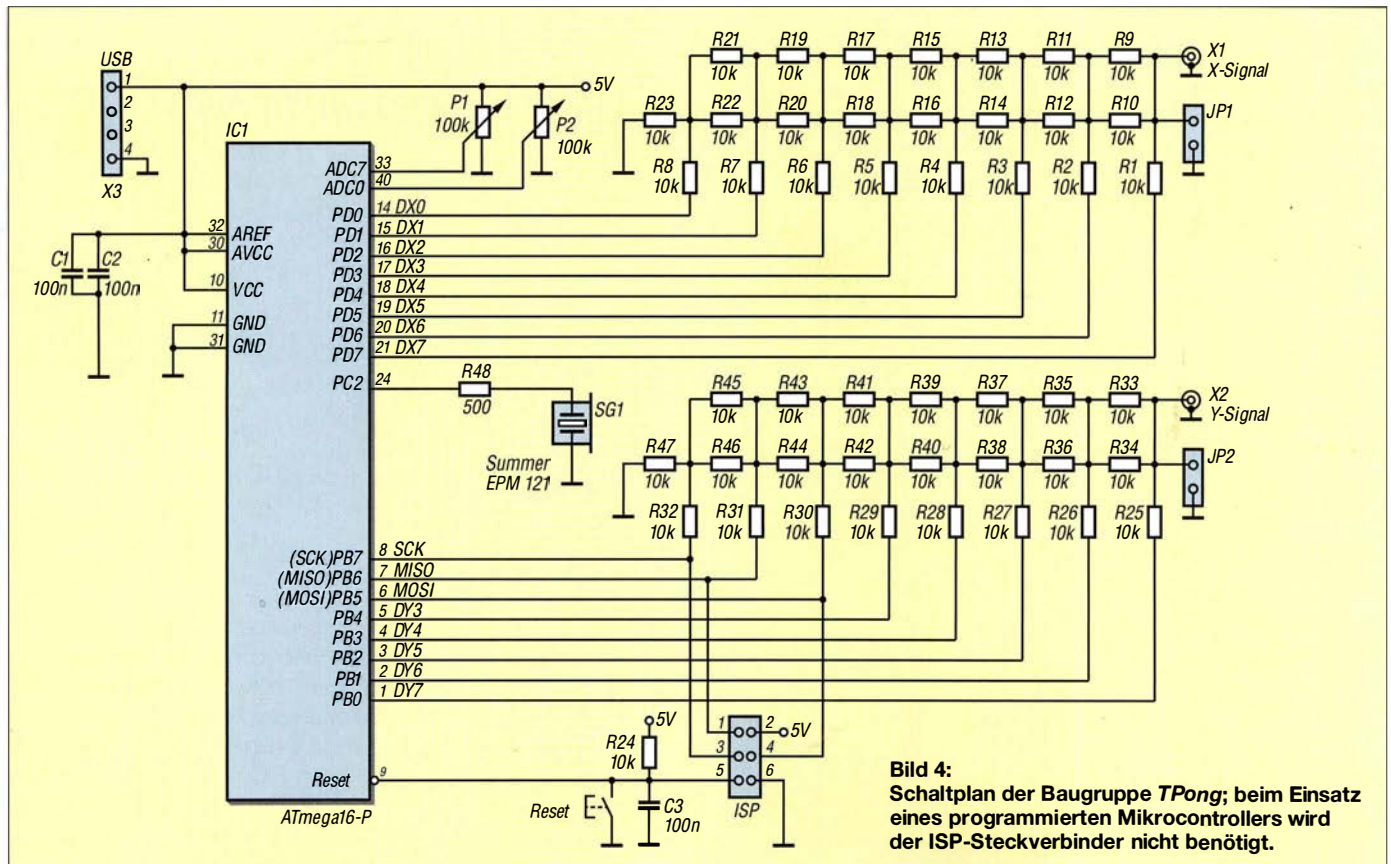 USB
1
2
3
4
X3
IC1
P1
100k
P2
100k
5V
R21 R19 R17 R15 R13 R11 R9
10k 10k 10k 10k 10k 10k 10k
X1
X-Signal
R23 R22 R20 R18 R16 R14 R12 R10
10k 10k 10k 10k 10k 10k 10k 10k
JP1
R8 R7 R6 R5 R4 R3 R2 R1
10k 10k 10k 10k 10k 10k 10k 10k
ADC7 33
ADC0 40
PD0 14 DX0
PD1 15 DX1
PD2 16 DX2
PD3 17 DX3
PD4 18 DX4
PD5 19 DX5
PD6 20 DX6
PD7 21 DX7
PC2 24
32 AREF
30 AVCC
10 VCC
11 GND
31 GND
C1
100n
C2
100n
R48
500
SG1
Summer
EPM 121
R45 R43 R41 R39 R37 R35 R33
10k 10k 10k 10k 10k 10k 10k
X2
Y-Signal
R47 R46 R44 R42 R40 R38 R36 R34
10k 10k 10k 10k 10k 10k 10k 10k
JP2
R32 R31 R30 R29 R28 R27 R26 R25
10k 10k 10k 10k 10k 10k 10k 10k
(SCK)PB7 8 SCK
(MISO)PB6 7 MISO
(MOSI)PB5 6 MOSI
PB4 5 DY3
PB3 4 DY4
PB2 3 DY5
PB1 2 DY6
PB0 1 DY7
Reset 9
ATmega16-P
5V
R24
10k
Reset
C3
100n
1 2 5V
3 4
5 6
ISP
Bild 4:
Schaltplan der Baugruppe TPong; beim Einsatz
eines programmierten Mikrocontrollers wird
der ISP-Steckverbinder nicht benötigt.